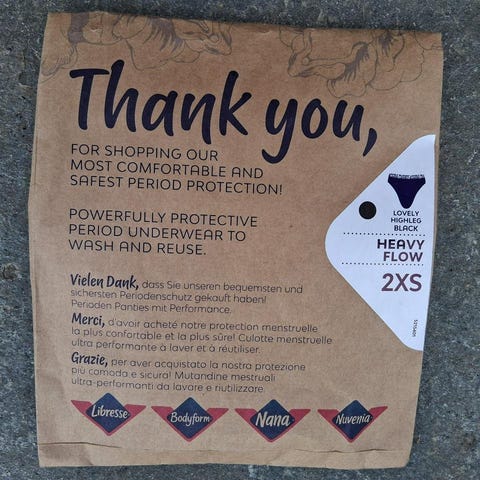 Thank you,
FOR SHOPPING OUR
MOST COMFORTABLE AND
SAFEST PERIOD PROTECTION!
POWERFULLY PROTECTIVE
PERIOD UNDERWEAR TO
WASH AND REUSE.
LOVELY
HIGHLEG
BLACK
HEAVY
FLOW
2XS
Vielen Dank, dass Sie unseren bequemsten und
sichersten Periodenschutz gekauft haben!
Perioden Panties mit Performance.
Merci, d'avoir acheté notre protection menstruelle
la plus confortable et la plus sûre! Culotte menstruelle
ultra performante à laver et à réutiliser.
Grazie, per aver acquistato la nostra protezione
più comoda e sicura! Mutandine mestruali
ultra-performanti da lavare e riutilizzare.
Libresse
Bodyform
Nana
Nuvenia